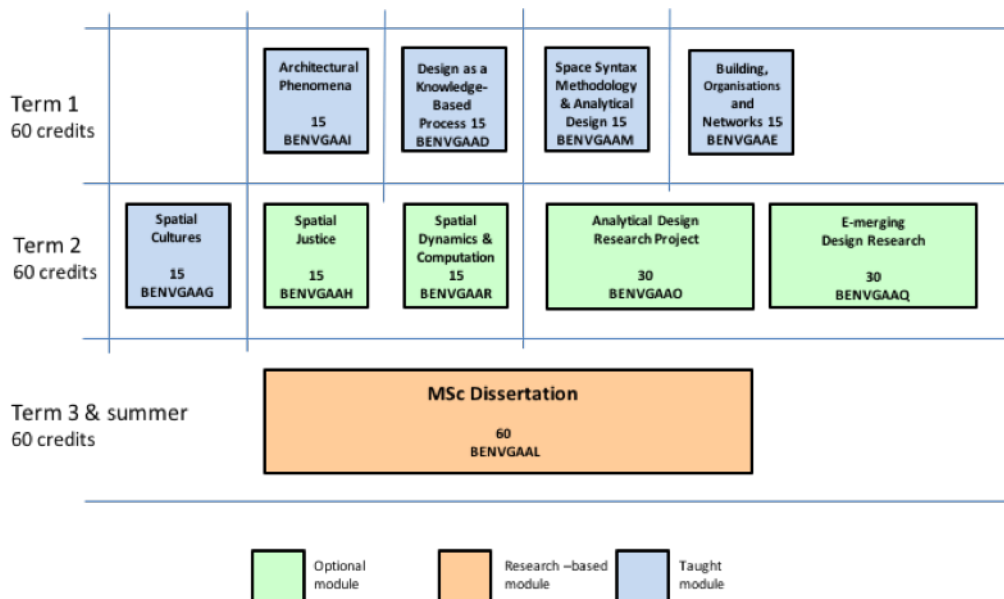 Term 1
60 credits
Architectural
Phenomena
15
BENVGAAI
Design as a
Knowledge-
Based
Process 15
BENVGAAD
Space Syntax
Methodology
& Analytical
Design 15
BENVGAAM
Building,
Organisations
and
Networks 15
BENVGAAE
Term 2
60 credits
Spatial
Cultures
15
BENVGAAG
Spatial
Justice
15
BENVGAAH
Spatial
Dynamics &
Computation
15
BENVGAAR
Analytical Design
Research Project
30
BENVGAAO
E-merging
Design Research
30
BENVGAAQ
Term 3 & summer
60 credits
MSc Dissertation
60
BENVGAAL
Optional
module
Research –based
module
Taught
module